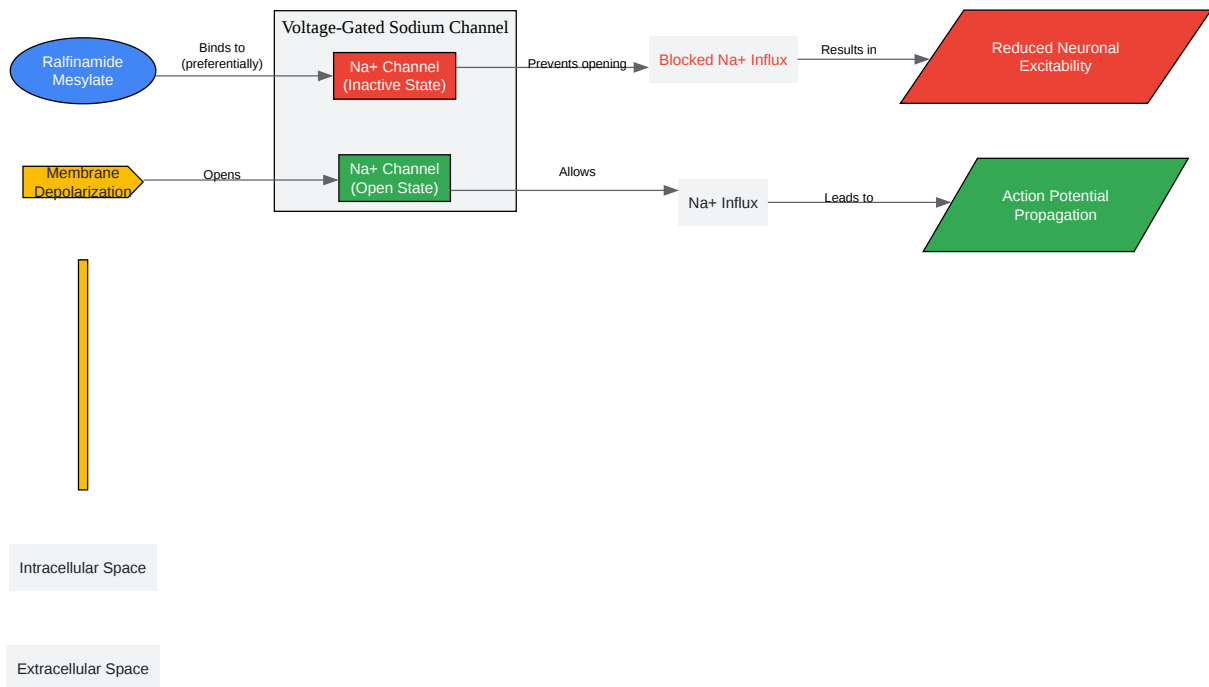 Voltage-Gated Sodium Channel
Ralfinamide
Mesylate
Binds to
(preferentially)
Na+ Channel
(Inactive State)
Prevents opening
Blocked Na+ Influx
Results in
Reduced Neuronal
Excitability
Membrane
Depolarization
Opens
Na+ Channel
(Open State)
Allows
Na+ Influx
Leads to
Action Potential
Propagation
Intracellular Space
Extracellular Space